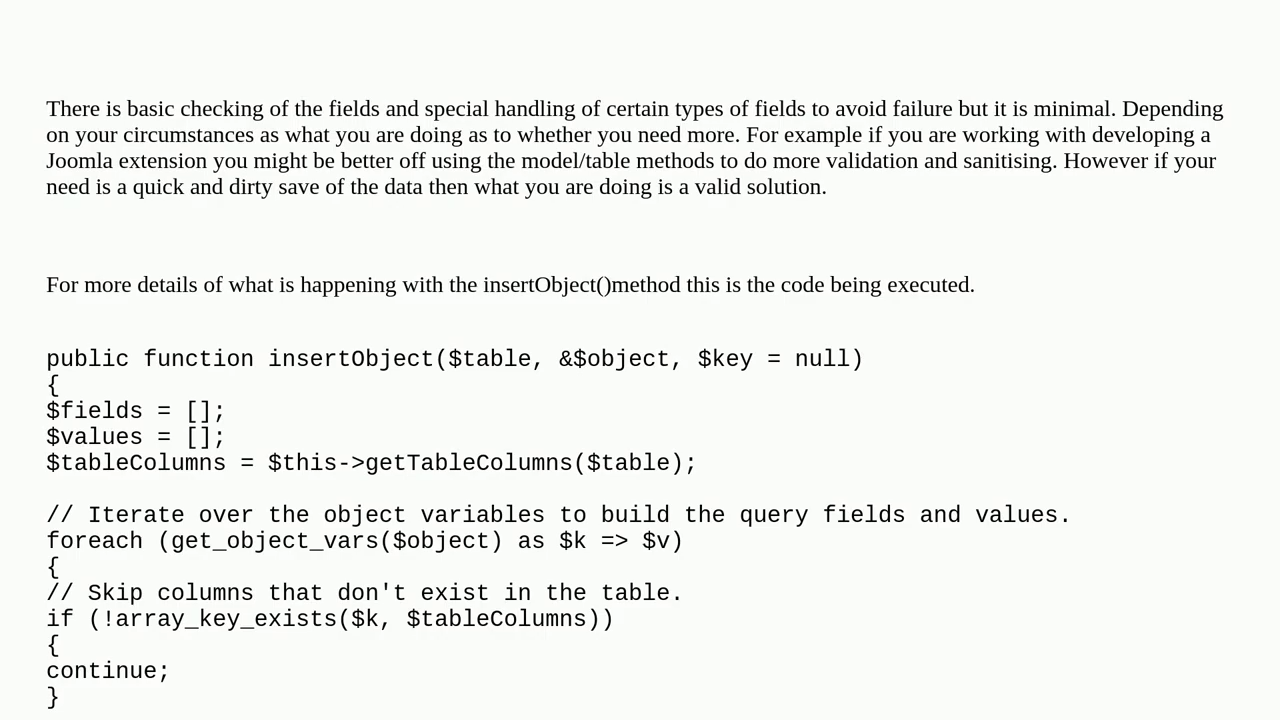 There is basic checking of the fields and special handling of certain types of fields to avoid failure but it is minimal. Depending
on your circumstances as what you are doing as to whether you need more. For example if you are working with developing a
Joomla extension you might be better off using the model/table methods to do more validation and sanitising. However if your
need is a quick and dirty save of the data then what you are doing is a valid solution.
For more details of what is happening with the insertObject()method this is the code being executed.
public function insertObject($table, &$object, $key = null)
{
$fields = [];
$values = [];
$tableColumns = $this->getTableColumns($table);
// Iterate over the object variables to build the query fields and values.
foreach (get_object_vars($object) as $k => $v)
{
// Skip columns that don't exist in the table.
if (!array_key_exists($k, $tableColumns))
{
continue;
}